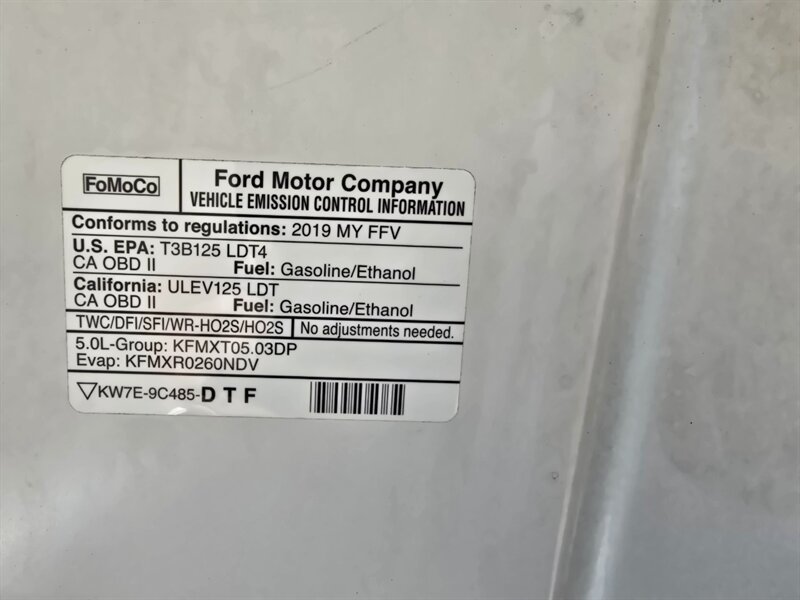 FoMoCo
Ford Motor Company
VEHICLE EMISSION CONTROL INFORMATION
Conforms to regulations: 2019 MY FFV
U.S. EPA: T3B125 LDT4
CA OBD II Fuel: Gasoline/Ethanol
California: ULEV125 LDT
CA OBD II Fuel: Gasoline/Ethanol
TWC/DFI/SFI/WR-HO2S/HO2S No adjustments needed.
5.0L-Group: KFMXT05.03DP
Evap: KFMXR0260NDV
KW7E-9C485-D T F